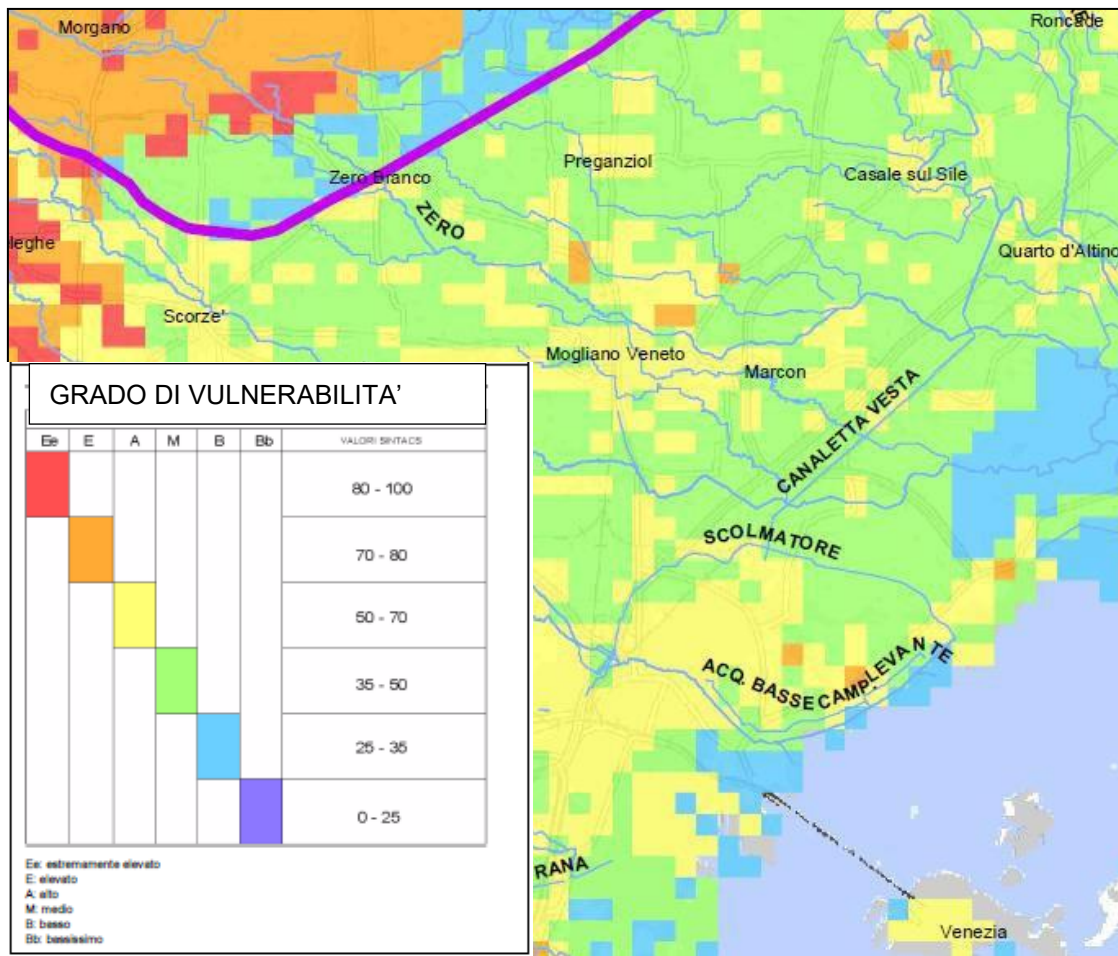 Morgano
Roncade
Preganziol
Zero Branco
Casale sul Sile
ZERO
leghe
Quarto d'Altino
Scorze'
Mogliano Veneto
Marcon
CANALETTA VESTA
SCOLMATORE
ACQ. BASSE CAMP. LEVANTE
RANA
Venezia
GRADO DI VULNERABILITA'
Ee E A M B Bb VALORI SINTACS
80 - 100
70 - 80
50 - 70
35 - 50
25 - 35
0 - 25
Ee: estremamente elevato
E: elevato
A: alto
M: medio
B: basso
Bb: bassissimo